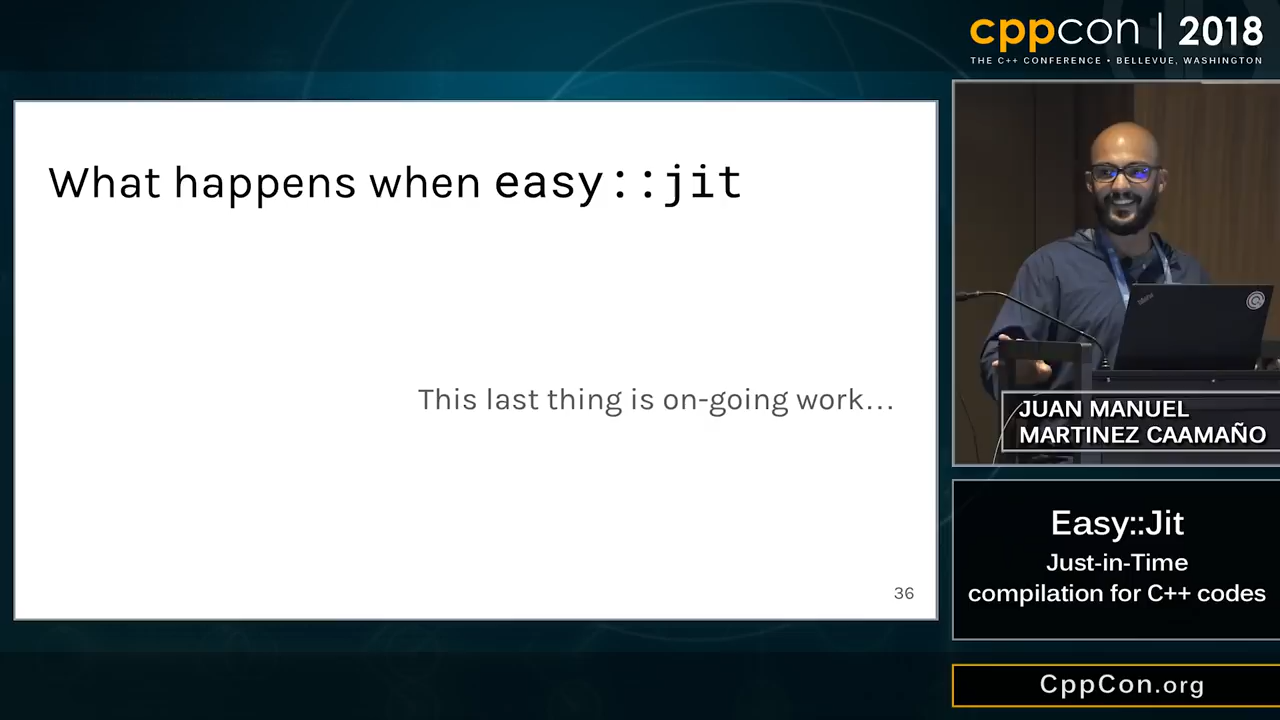 cppcon | 2018
THE C++ CONFERENCE • BELLEVUE, WASHINGTON
What happens when easy::jit
This last thing is on-going work…
36
JUAN MANUEL
MARTINEZ CAAMAÑO
Easy::Jit
Just-in-Time
compilation for C++ codes
CppCon.org